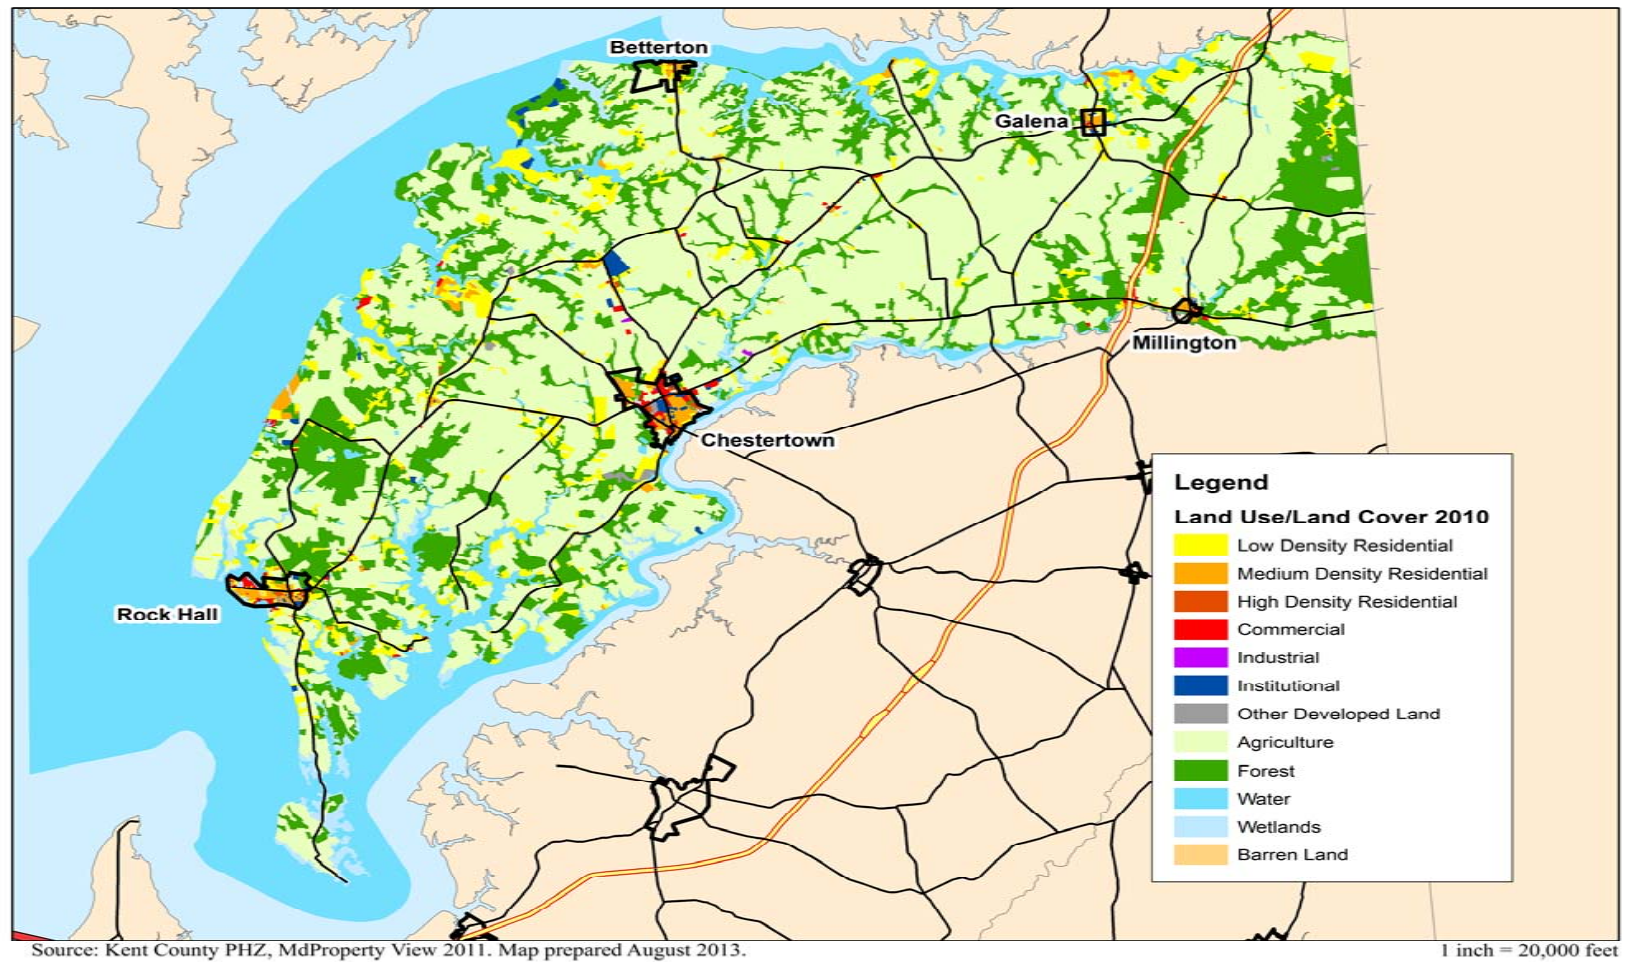 Betterton
Galena
Millington
Chestertown
Rock Hall
Legend
Land Use/Land Cover 2010
Low Density Residential
Medium Density Residential
High Density Residential
Commercial
Industrial
Institutional
Other Developed Land
Agriculture
Forest
Water
Wetlands
Barren Land
Source: Kent County PHZ, MdProperty View 2011. Map prepared August 2013.
1 inch = 20,000 feet